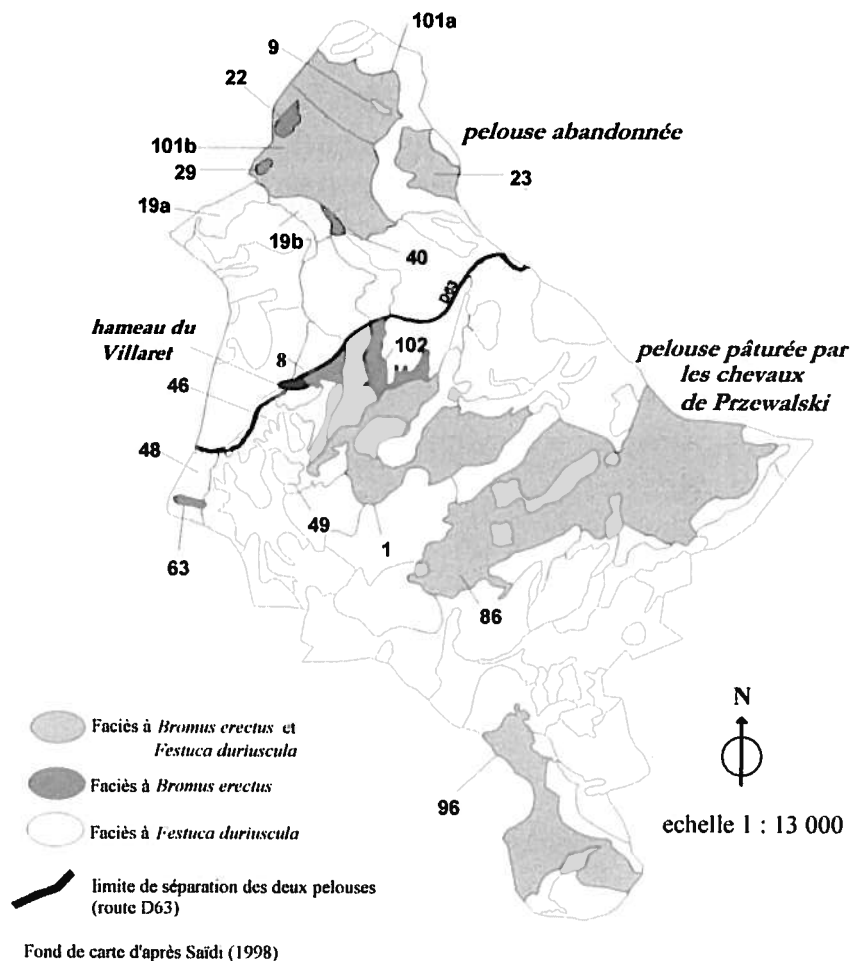 101a
9
22
pelouse abandonnée
101b
29
23
19a
19b
40
D63
hameau du
Villaret
8
102
pelouse pâturée par
les chevaux
de Przewalski
46
48
49
1
63
86
N
Faciès à Bromus erectus et
Festuca duriuscula
Faciès à Bromus erectus
96
echelle 1 : 13 000
Faciès à Festuca duriuscula
limite de séparation des deux pelouses
(route D63)
Fond de carte d'après Saïdi (1998)